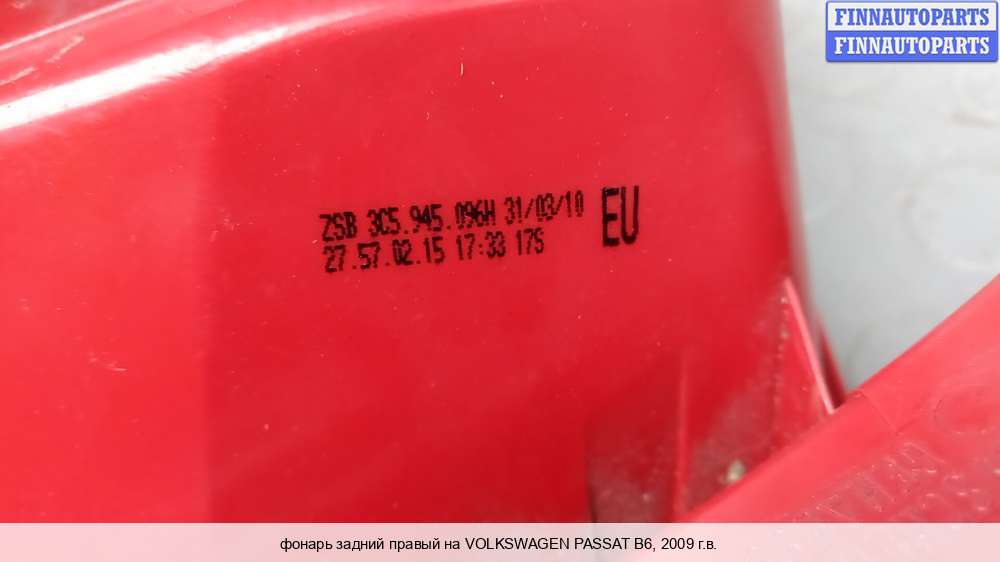 FINNAUTOPARTS
FINNAUTOPARTS
ZSB 3C5.945.096H 31/03/10 EU
27.57.02.15 17:33 17S
фонарь задний правый на VOLKSWAGEN PASSAT B6, 2009 г.в.